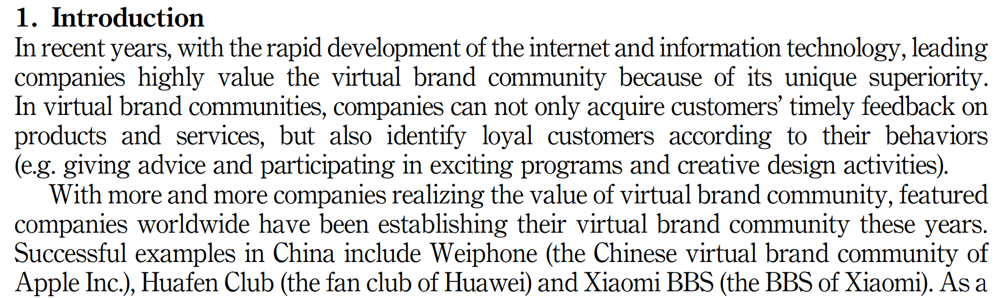 1. Introduction
In recent years, with the rapid development of the internet and information technology, leading
companies highly value the virtual brand community because of its unique superiority.
In virtual brand communities, companies can not only acquire customers’ timely feedback on
products and services, but also identify loyal customers according to their behaviors
(e.g. giving advice and participating in exciting programs and creative design activities).
With more and more companies realizing the value of virtual brand community, featured
companies worldwide have been establishing their virtual brand community these years.
Successful examples in China include Weiphone (the Chinese virtual brand community of
Apple Inc.), Huafen Club (the fan club of Huawei) and Xiaomi BBS (the BBS of Xiaomi). As a